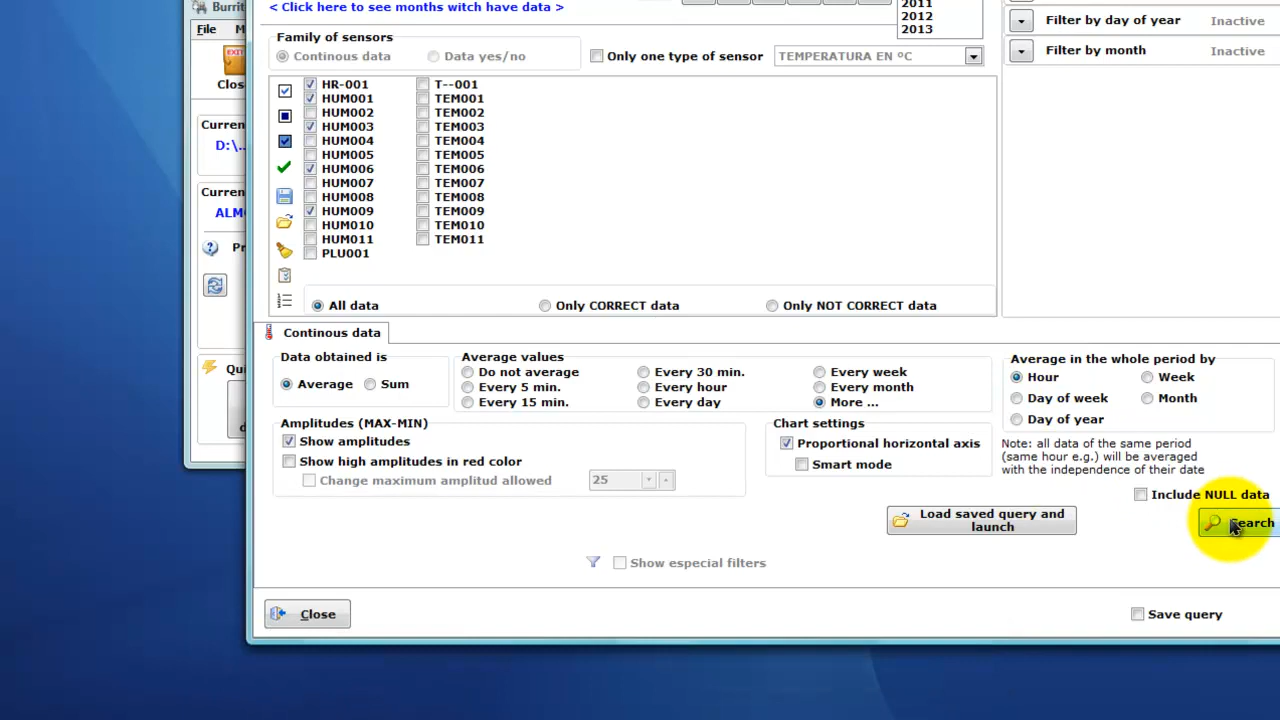 Burrit
< Click here to see months witch have data >
2011
2012
2013
Filter by day of year Inactive
Filter by month Inactive
File M
Family of sensors
Continous data Data yes/no
Only one type of sensor TEMPERATURA EN ºC
Clos
HR-001 T--001
HUM001 TEM001
HUM002 TEM002
HUM003 TEM003
HUM004 TEM004
HUM005 TEM005
HUM006 TEM006
HUM007 TEM007
HUM008 TEM008
HUM009 TEM009
HUM010 TEM010
HUM011 TEM011
PLU001
Curren
D:\..
Curren
ALM
Pr
All data Only CORRECT data Only NOT CORRECT data
Continous data
Qui
d
Data obtained is
Average Sum
Average values
Do not average Every 30 min. Every week
Every 5 min. Every hour Every month
Every 15 min. Every day More ...
Average in the whole period by
Hour Week
Day of week Month
Day of year
Note: all data of the same period
(same hour e.g.) will be averaged
with the independence of their date
Amplitudes (MAX-MIN)
Show amplitudes
Show high amplitudes in red color
Change maximum amplitud allowed 25
Chart settings
Proportional horizontal axis
Smart mode
Include NULL data
Load saved query and
launch
Search
Show especial filters
Close
Save query